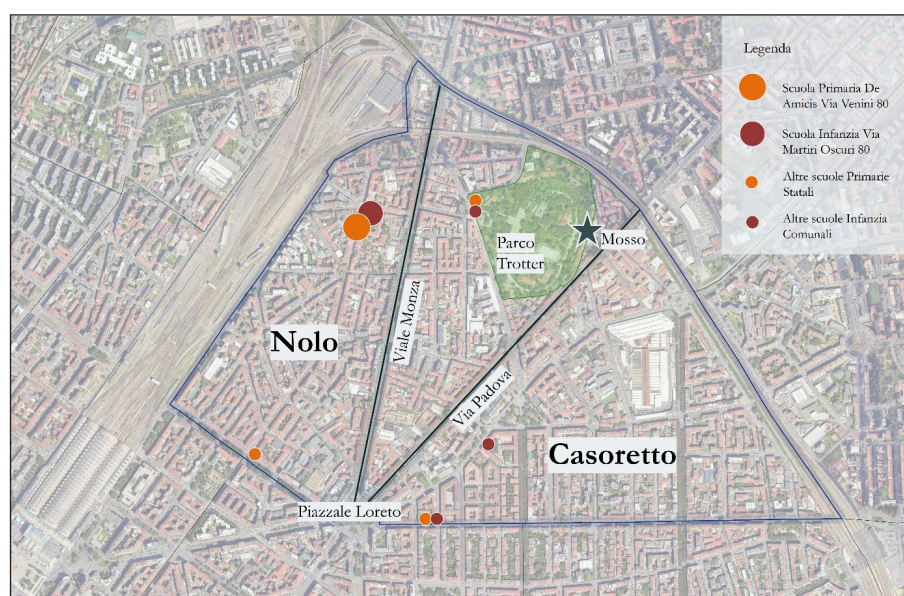 Legenda
Scuola Primaria De
Amicis Via Venini 80
Scuola Infanzia Via
Martiri Oscuri 80
Altre scuole Primarie
Statali
Altre scuole Infanzia
Comunali
Parco
Trotter
Mosso
Viale Monza
Nolo
Via Padova
Casoretto
Piazzale Loreto